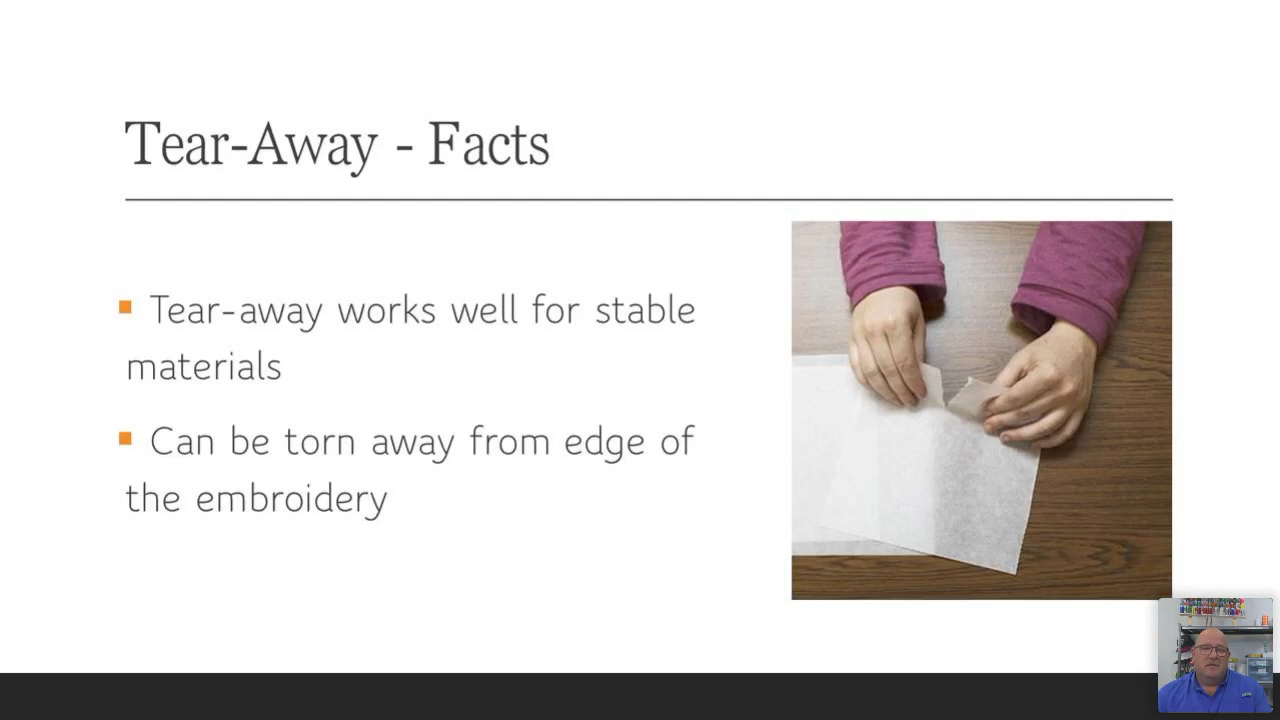 Tear-Away - Facts
Tear-away works well for stable
materials
Can be torn away from edge of
the embroidery